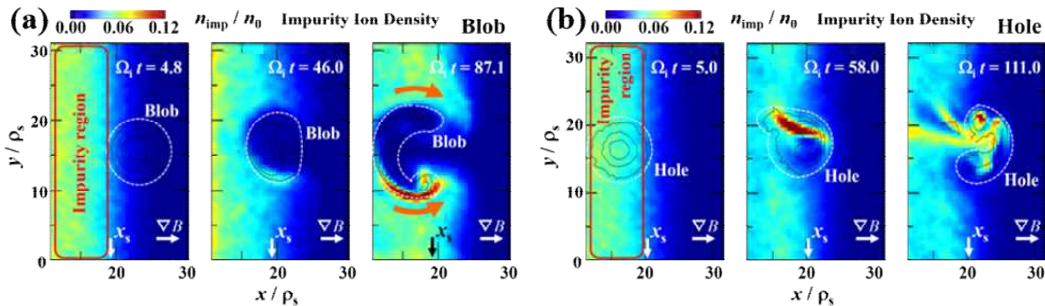 (a) 0.00 0.06 0.12 n_imp / n_0 Impurity Ion Density Blob
30
20
10
0
y / ρ_s
Impurity region
Ω_i t = 4.8
Blob
∇B
x_s
Ω_i t = 46.0
Blob
∇B
x_s
Ω_i t = 87.1
Blob
∇B
x_s
20 30 20 30 20 30
x / ρ_s
(b) 0.00 0.06 0.12 n_imp / n_0 Impurity Ion Density Hole
30
20
10
0
y / ρ_s
Impurity
region
Ω_i t = 5.0
Hole
∇B
x_s
Ω_i t = 58.0
Hole
∇B
x_s
Ω_i t = 111.0
Hole
∇B
x_s
20 30 20 30 20 30
x / ρ_s